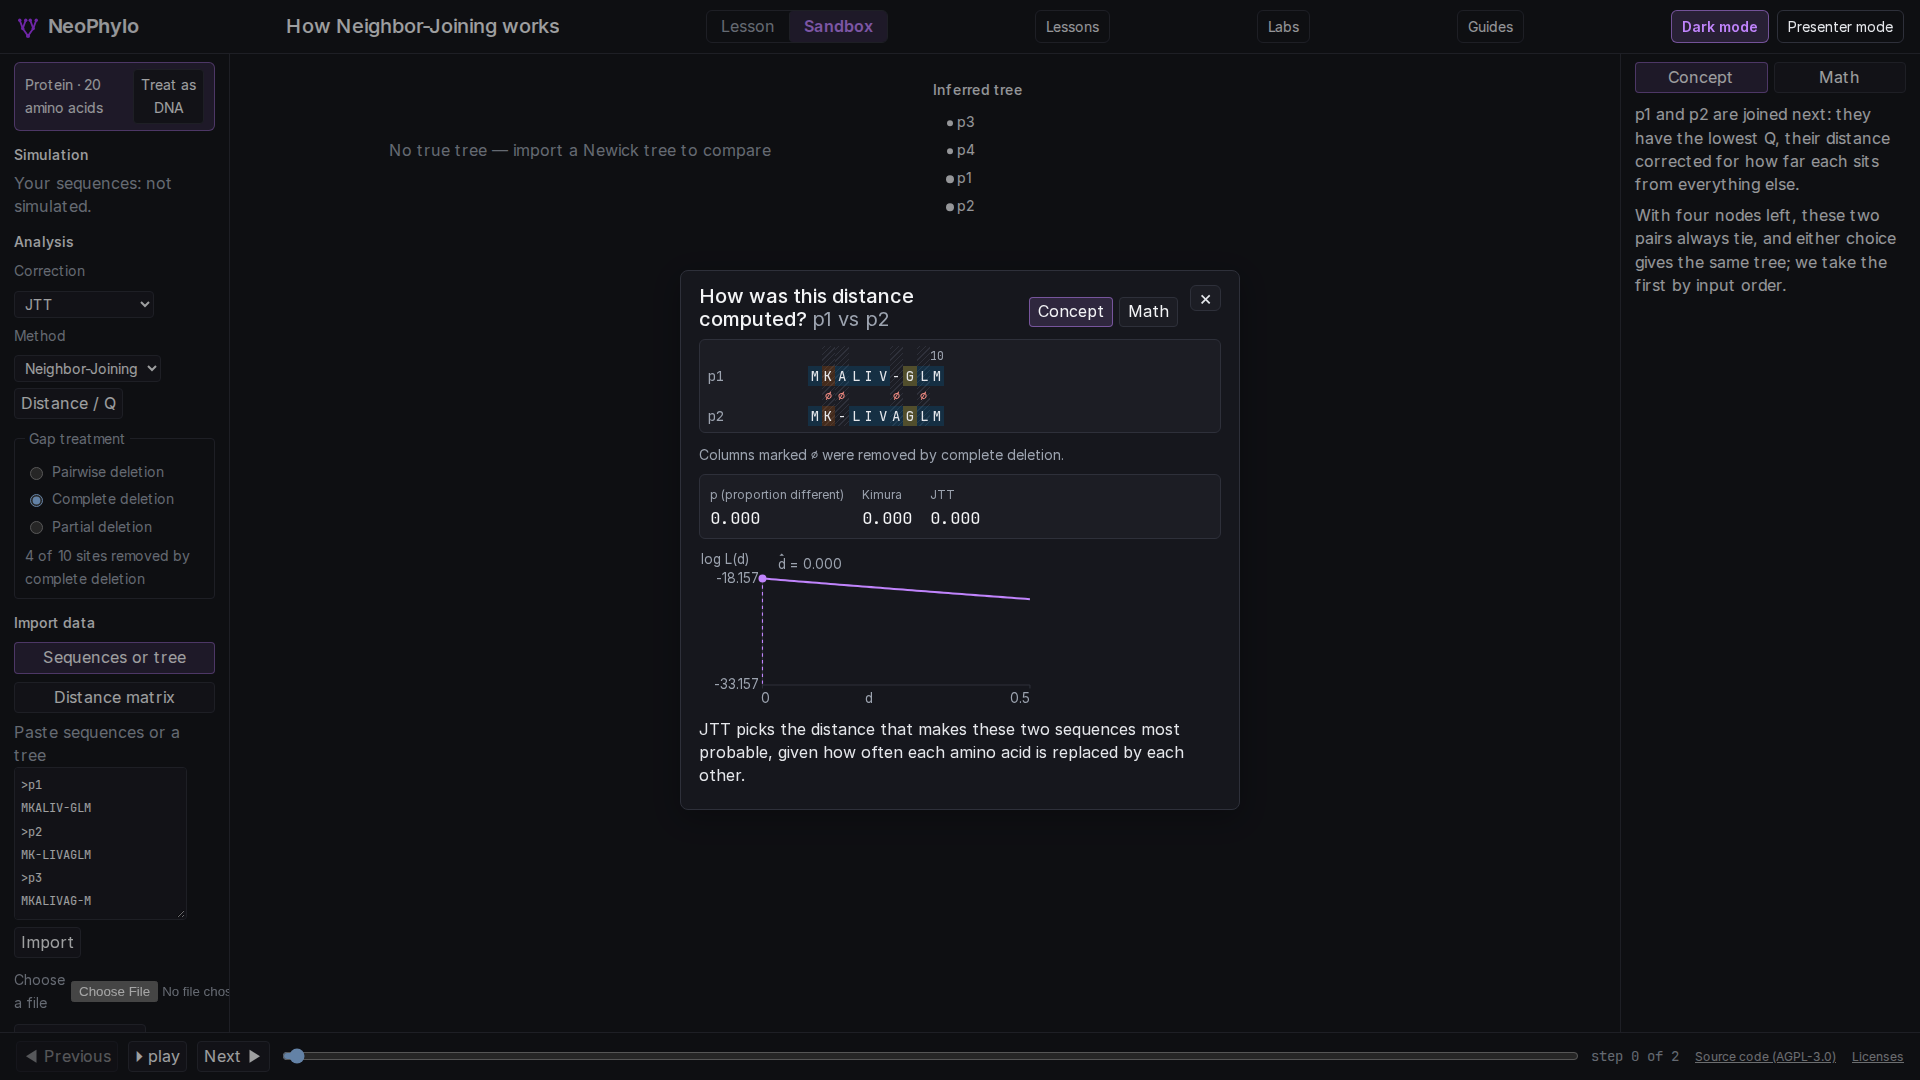 NeoPhylo
How Neighbor-Joining works
Lesson
Sandbox
Lessons
Labs
Guides
Dark mode
Presenter mode
Protein · 20
amino acids
Treat as
DNA
Simulation
Your sequences: not
simulated.
Analysis
Correction
JTT
Method
Neighbor-Joining
Distance / Q
Gap treatment
Pairwise deletion
Complete deletion
Partial deletion
4 of 10 sites removed by
complete deletion
Import data
Sequences or tree
Distance matrix
Paste sequences or a
tree
>p1
MKALIV-GLM
>p2
MK-LIVAGLM
>p3
MKALIVAG-M
Import
Choose
a file
Choose File
No file chos
No true tree — import a Newick tree to compare
Inferred tree
p3
p4
p1
p2
How was this distance
computed? p1 vs p2
Concept
Math
×
10
p1 MKALIV-GLM
ø ø ø ø
p2 MK-LIVAGLM
Columns marked ø were removed by complete deletion.
p (proportion different) Kimura JTT
0.000 0.000 0.000
log L(d)
d̂ = 0.000
-18.157
-33.157
0 d 0.5
JTT picks the distance that makes these two sequences most
probable, given how often each amino acid is replaced by each
other.
Concept
Math
p1 and p2 are joined next: they
have the lowest Q, their distance
corrected for how far each sits
from everything else.
With four nodes left, these two
pairs always tie, and either choice
gives the same tree; we take the
first by input order.
◀ Previous
⏵ play
Next ▶
step 0 of 2
Source code (AGPL-3.0)
Licenses